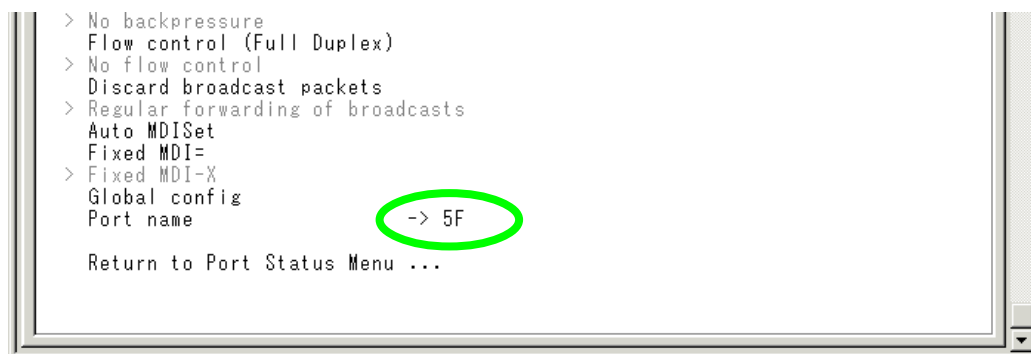 > No backpressure
Flow control (Full Duplex)
> No flow control
Discard broadcast packets
> Regular forwarding of broadcasts
Auto MDISet
Fixed MDI=
> Fixed MDI-X
Global config
Port name -> 5F
Return to Port Status Menu ...